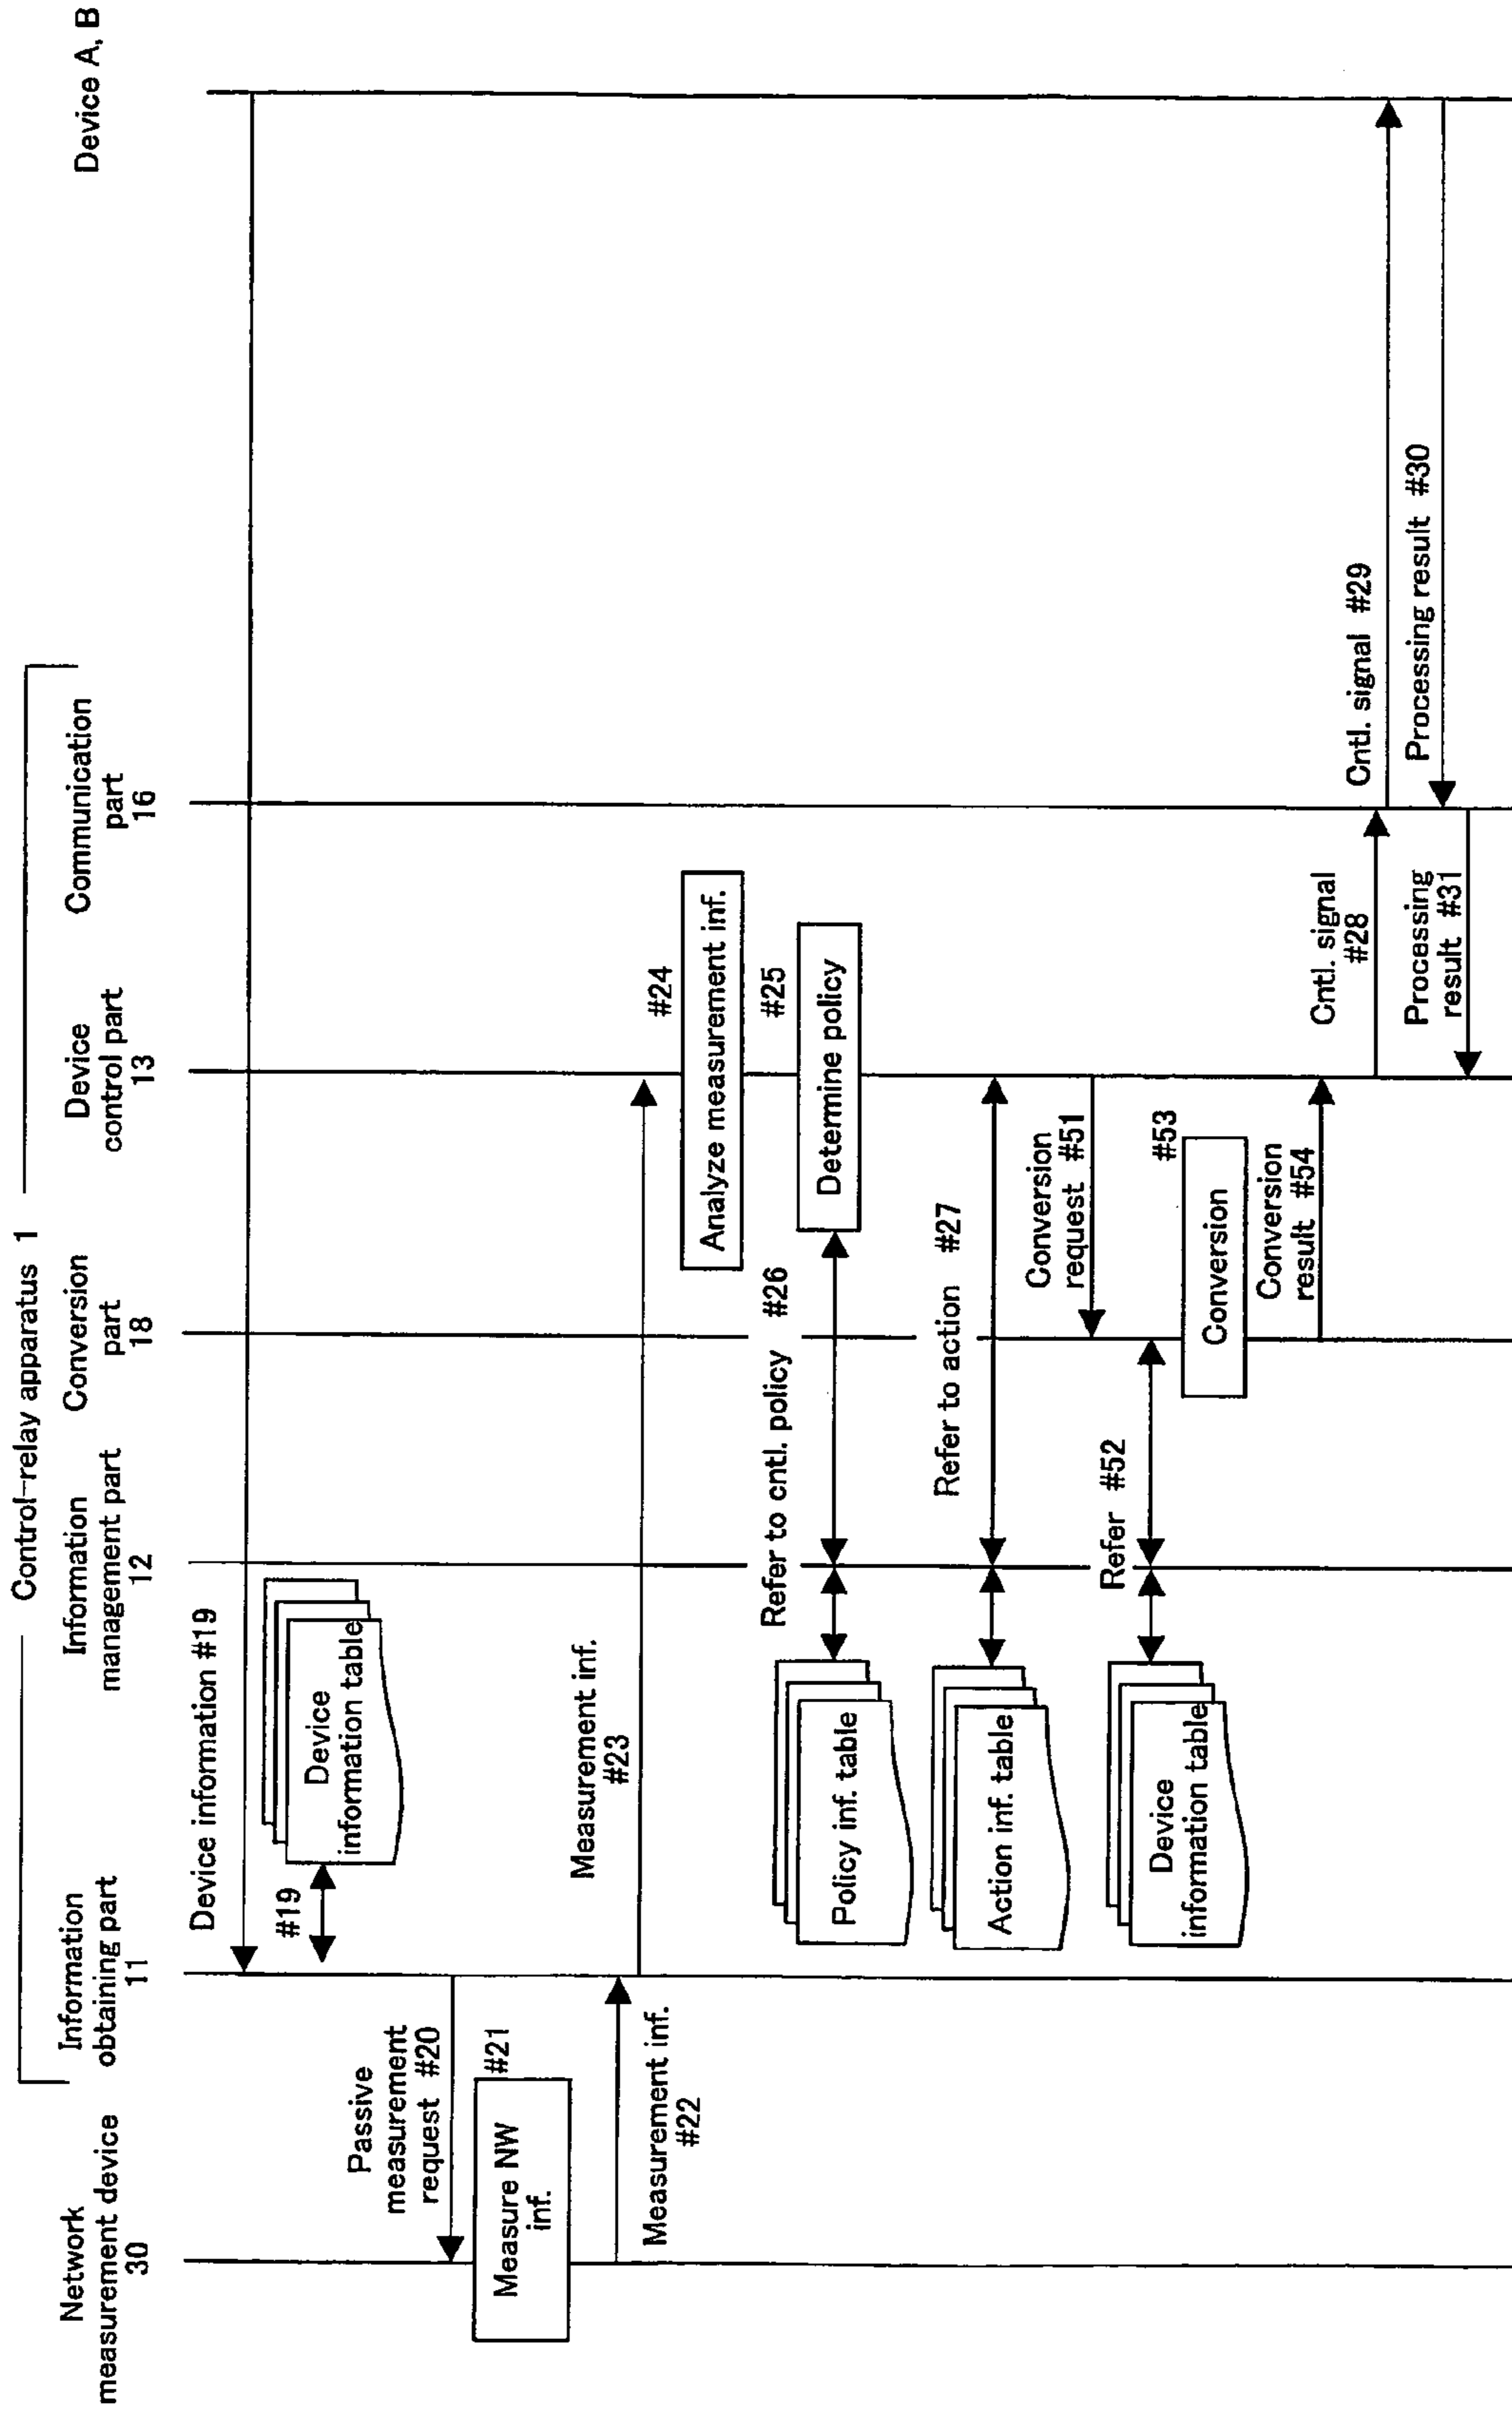 Control-relay apparatus 1
Network
measurement device
30
Information
obtaining part
11
Information
management part
12
Conversion
part
18
Device
control part
13
Communication
part
16
Device A, B
Device information #19
#19
Device
information table
Passive
measurement
request #20
#21
Measure NW
inf.
Measurement inf.
#22
Measurement inf.
#23
#24
Analyze measurement inf.
#25
Determine policy
Refer to cntl. policy #26
Policy inf. table
Refer to action #27
Action inf. table
Conversion
request #51
Refer #52
Device
information table
#53
Conversion
Conversion
result #54
Cntl. signal
#28
Cntl. signal #29
Processing result #30
Processing
result #31